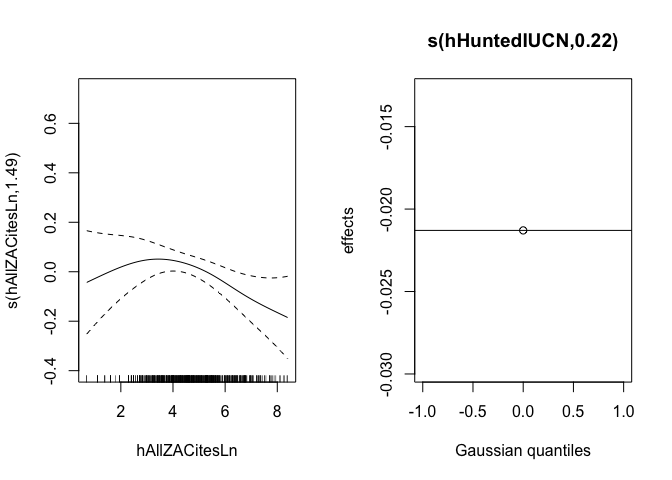 s(hAllZACitesLn,1.49)
0.6
0.4
0.2
0.0
-0.2
-0.4
2 4 6 8
hAllZACitesLn
s(hHuntedIUCN,0.22)
effects
-0.015
-0.020
-0.025
-0.030
-1.0 -0.5 0.0 0.5 1.0
Gaussian quantiles